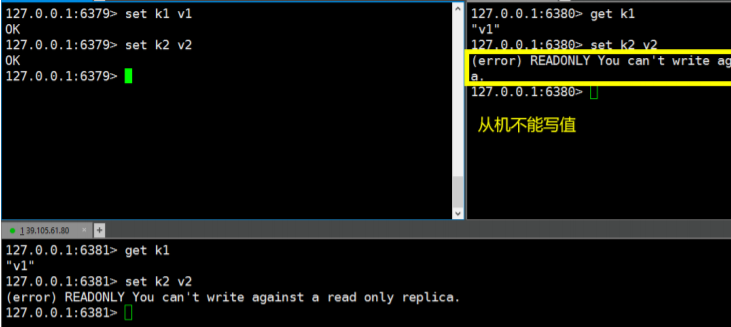 127.0.0.1:6379> set k1 v1
OK
127.0.0.1:6379> set k2 v2
OK
127.0.0.1:6379>
127.0.0.1:6380> get k1
"v1"
127.0.0.1:6380> set k2 v2
(error) READONLY You can't write ag
a.
127.0.0.1:6380>
从机不能写值
1 39.105.61.80
127.0.0.1:6381> get k1
"v1"
127.0.0.1:6381> set k2 v2
(error) READONLY You can't write against a read only replica.
127.0.0.1:6381>